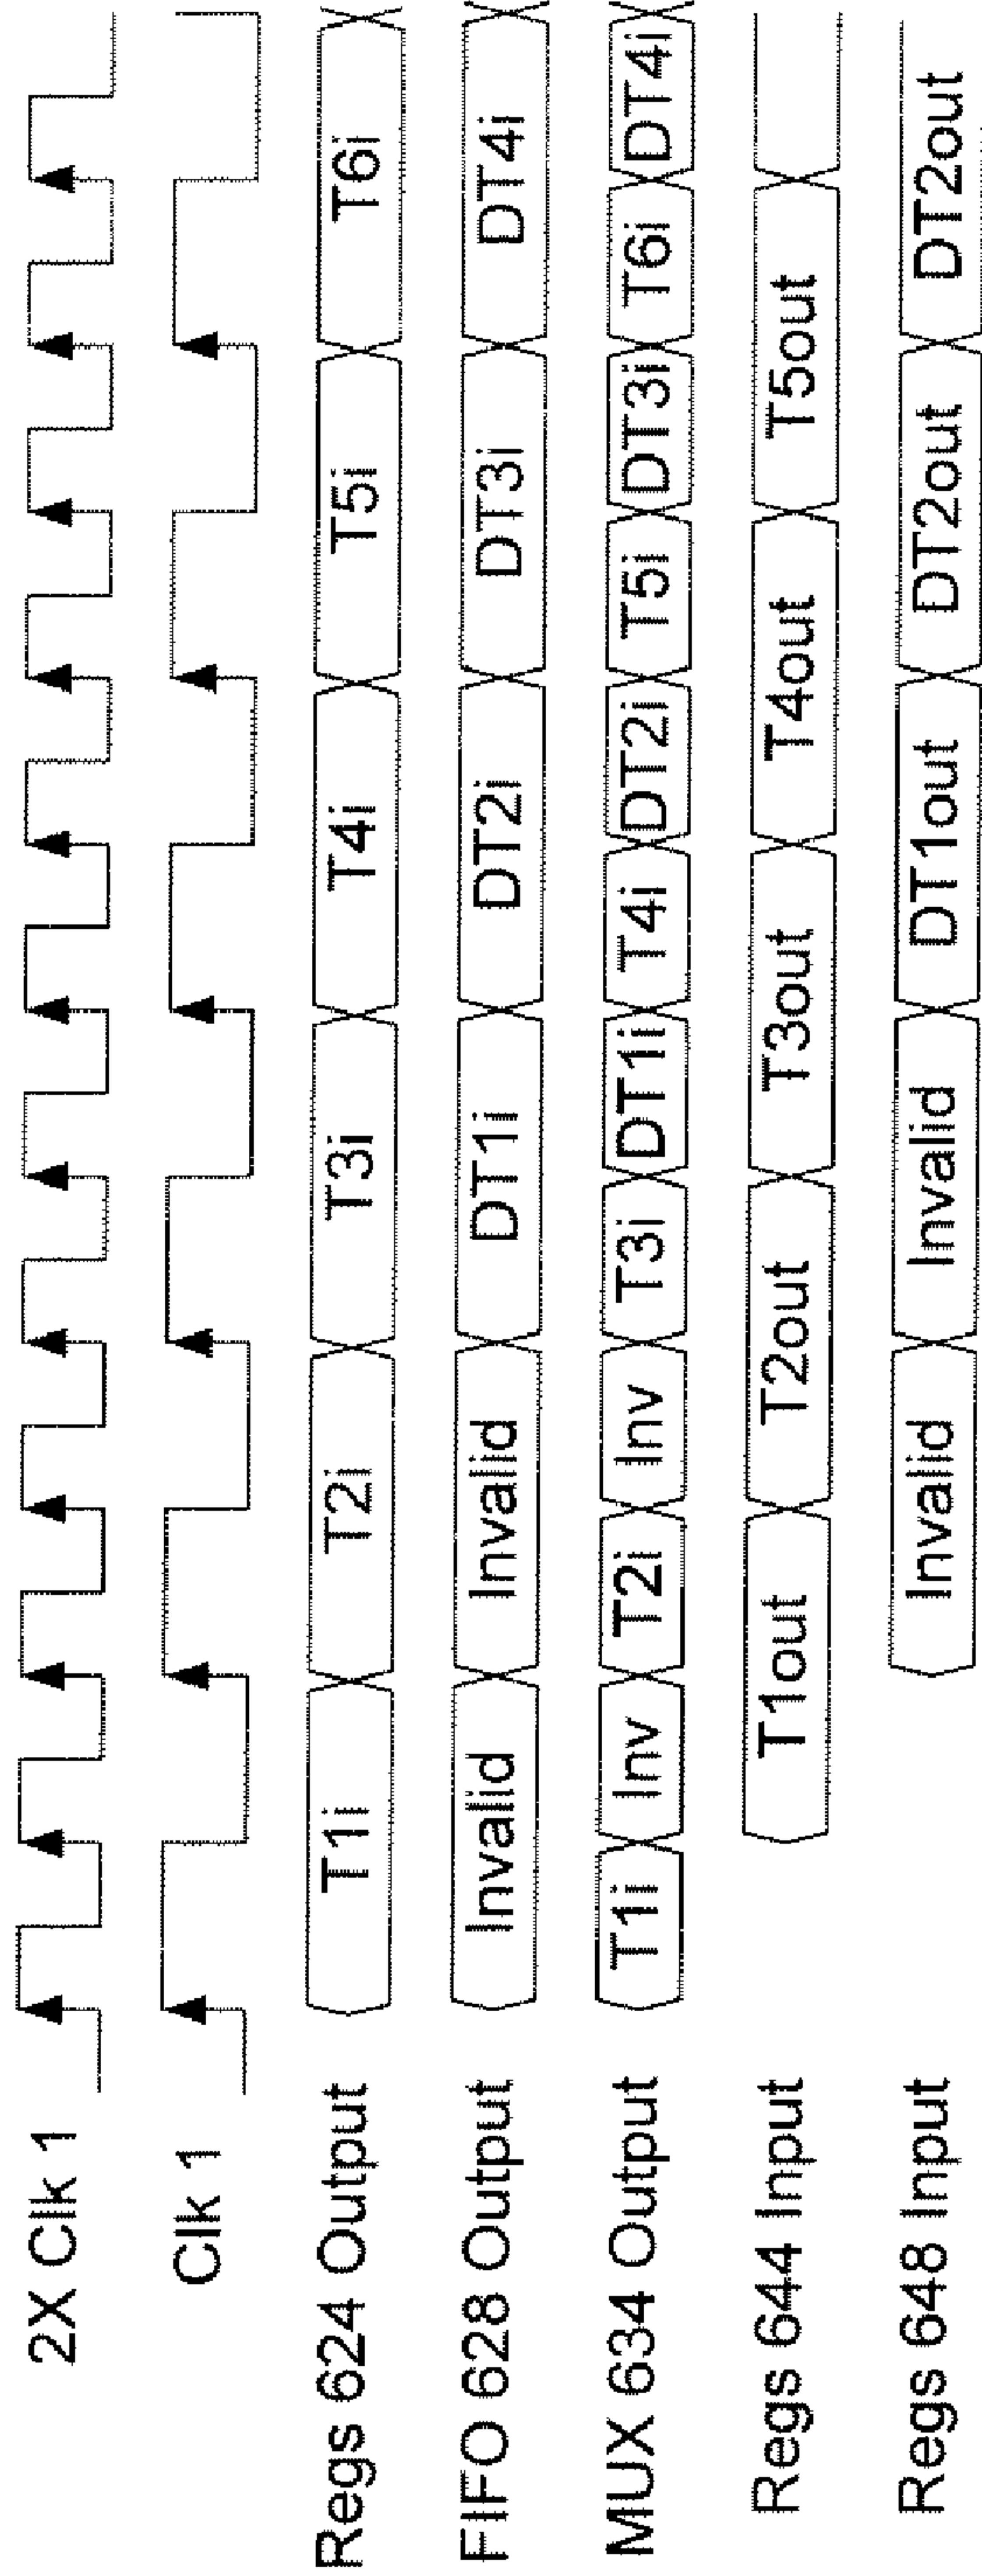 2X Clk 1
Clk 1
Regs 624 Output T1i T2i T3i T4i T5i T6i
FIFO 628 Output Invalid Invalid DT1i DT2i DT3i DT4i
MUX 634 Output T1i Inv T2i Inv T3i DT1i T4i DT2i T5i DT3i T6i DT4i
Regs 644 Input T1out T2out T3out T4out T5out
Regs 648 Input Invalid Invalid DT1out DT2out DT2out